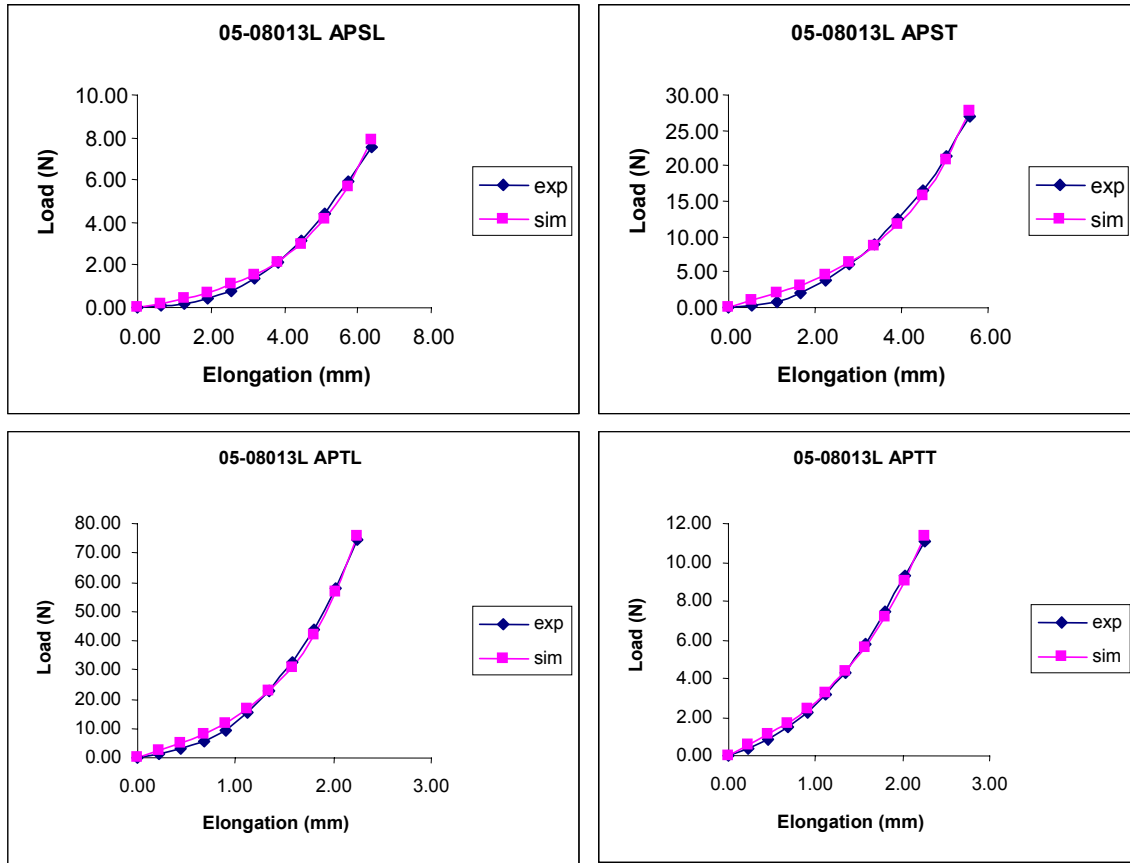 05-08013L APSL
10.00
8.00
6.00
4.00
2.00
0.00
Load (N)
0.00 2.00 4.00 6.00 8.00
Elongation (mm)
exp
sim
05-08013L APST
30.00
25.00
20.00
15.00
10.00
5.00
0.00
Load (N)
0.00 2.00 4.00 6.00
Elongation (mm)
exp
sim
05-08013L APTL
80.00
70.00
60.00
50.00
40.00
30.00
20.00
10.00
0.00
Load (N)
0.00 1.00 2.00 3.00
Elongation (mm)
exp
sim
05-08013L APTT
12.00
10.00
8.00
6.00
4.00
2.00
0.00
Load (N)
0.00 1.00 2.00 3.00
Elongation (mm)
exp
sim